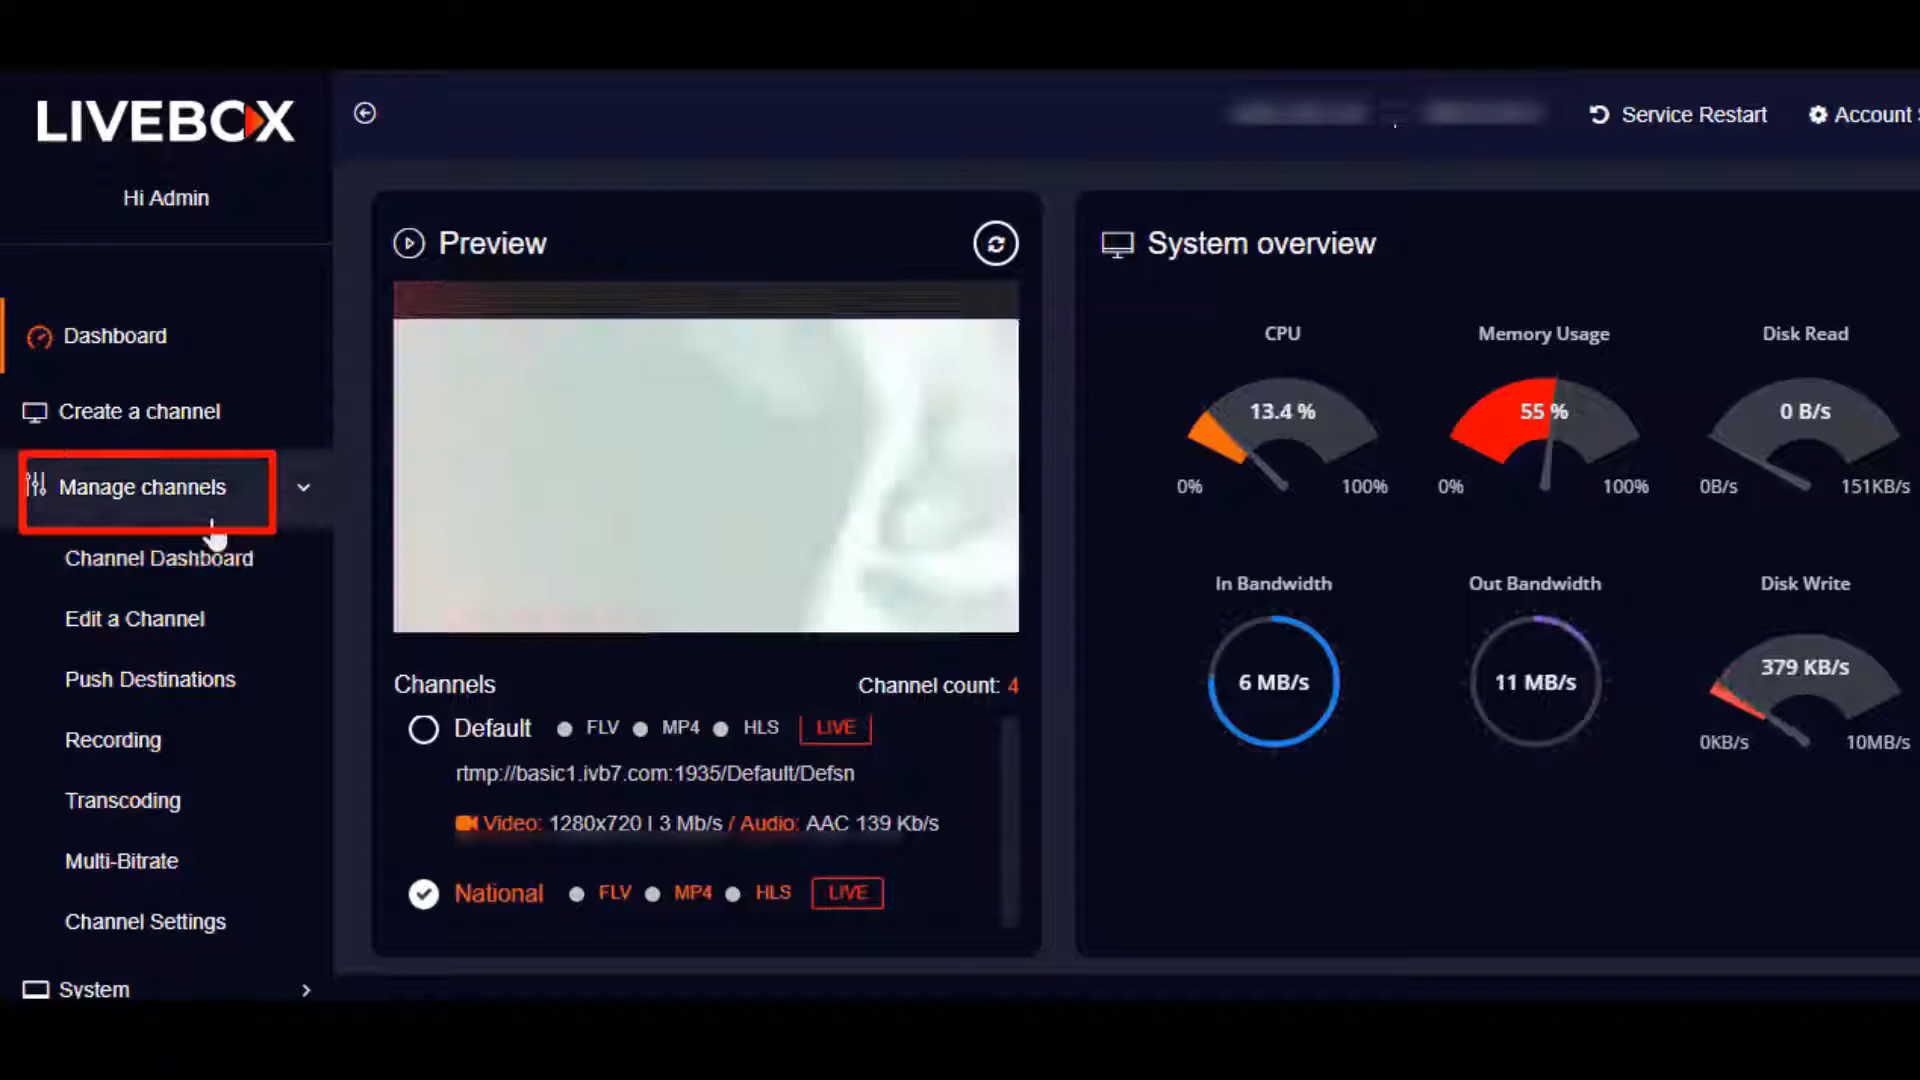 LIVEBOX
Hi Admin
Service Restart
Account
Dashboard
Create a channel
Manage channels
Channel Dashboard
Edit a Channel
Push Destinations
Recording
Transcoding
Multi-Bitrate
Channel Settings
System
Preview
Channels
Channel count: 4
Default FLV MP4 HLS LIVE
rtmp://basic1.ivb7.com:1935/Default/Defsn
Video: 1280x720 | 3 Mb/s / Audio: AAC 139 Kb/s
National FLV MP4 HLS LIVE
System overview
CPU
13.4 %
0% 100%
Memory Usage
55 %
0% 100%
Disk Read
0 B/s
0B/s 151KB/s
In Bandwidth
6 MB/s
Out Bandwidth
11 MB/s
Disk Write
379 KB/s
0KB/s 10MB/s